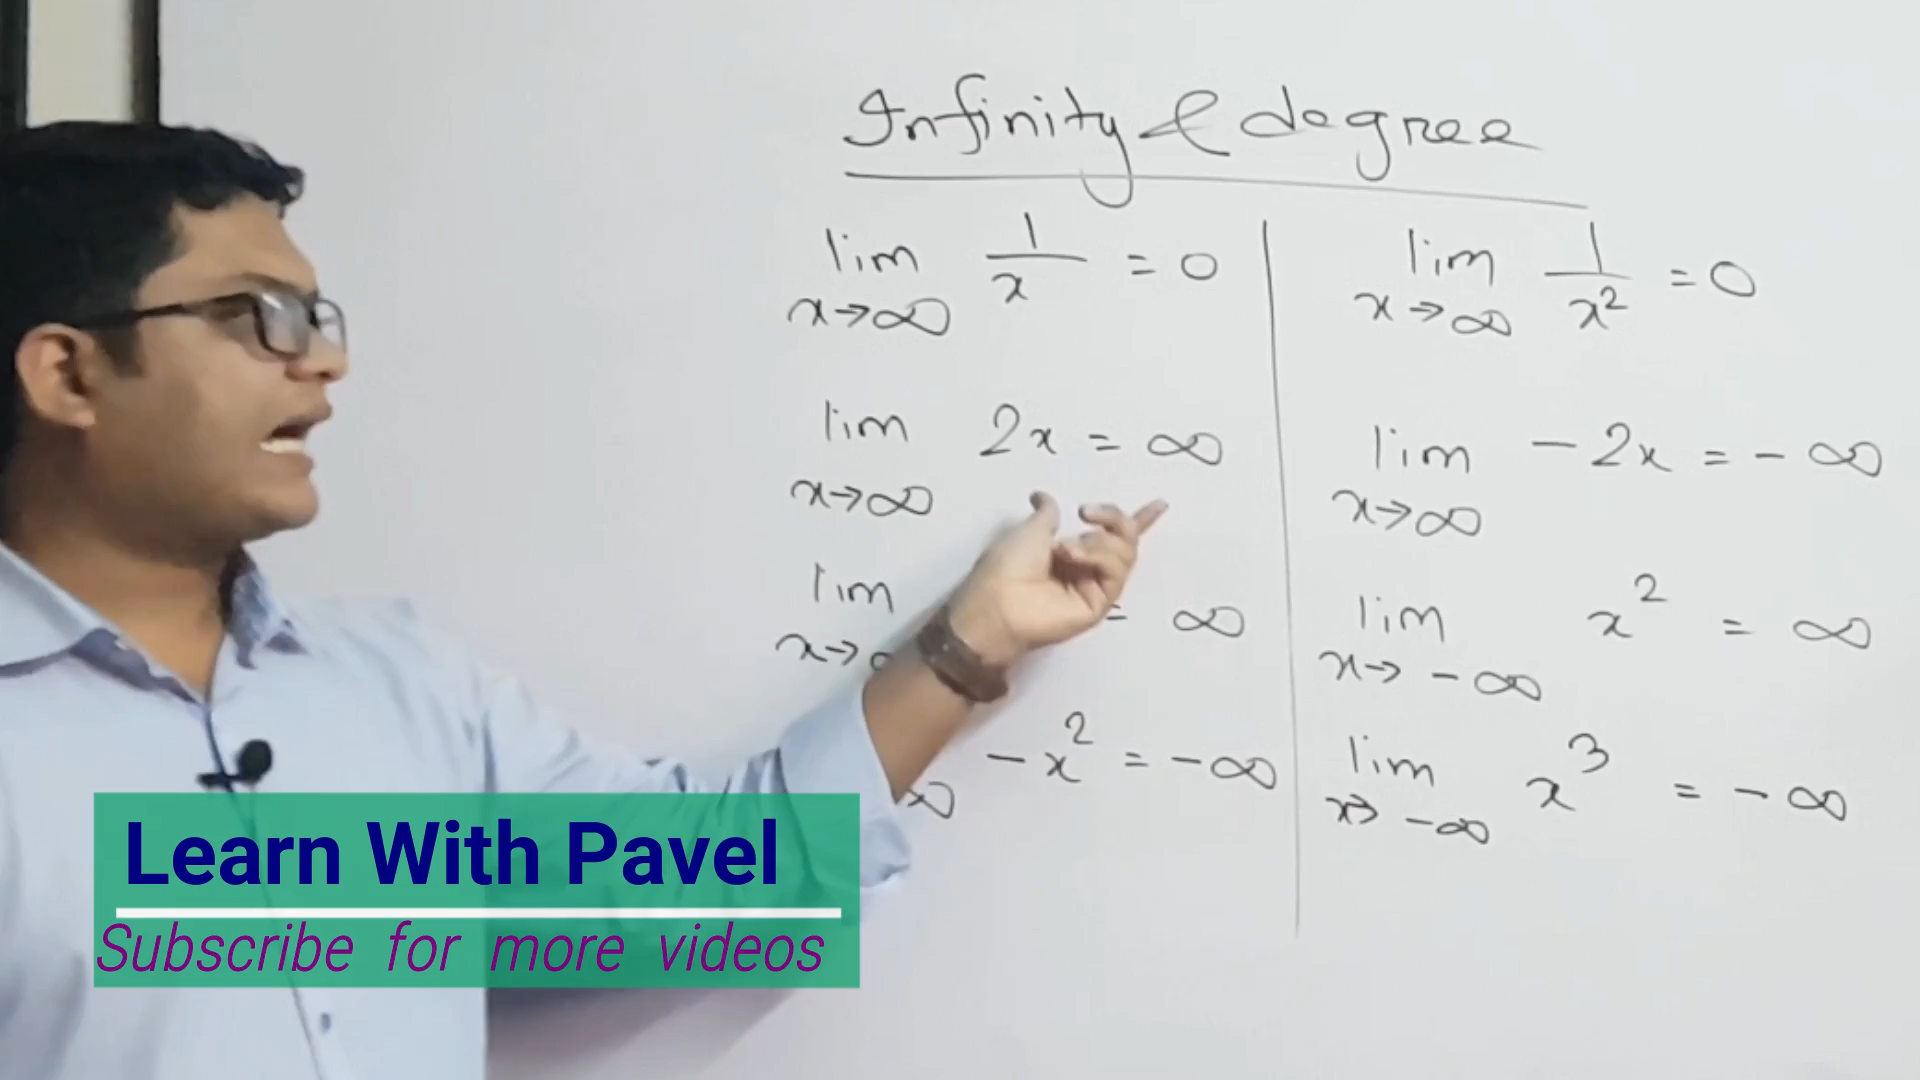 Infinity & degree
lim 1/x = 0
x→∞
lim 2x = ∞
x→∞
lim = ∞
x→
-x² = -∞
∞
lim 1/x² = 0
x→∞
lim -2x = -∞
x→∞
lim x² = ∞
x→ -∞
lim x³ = -∞
x→ -∞
Learn With Pavel
Subscribe for more videos